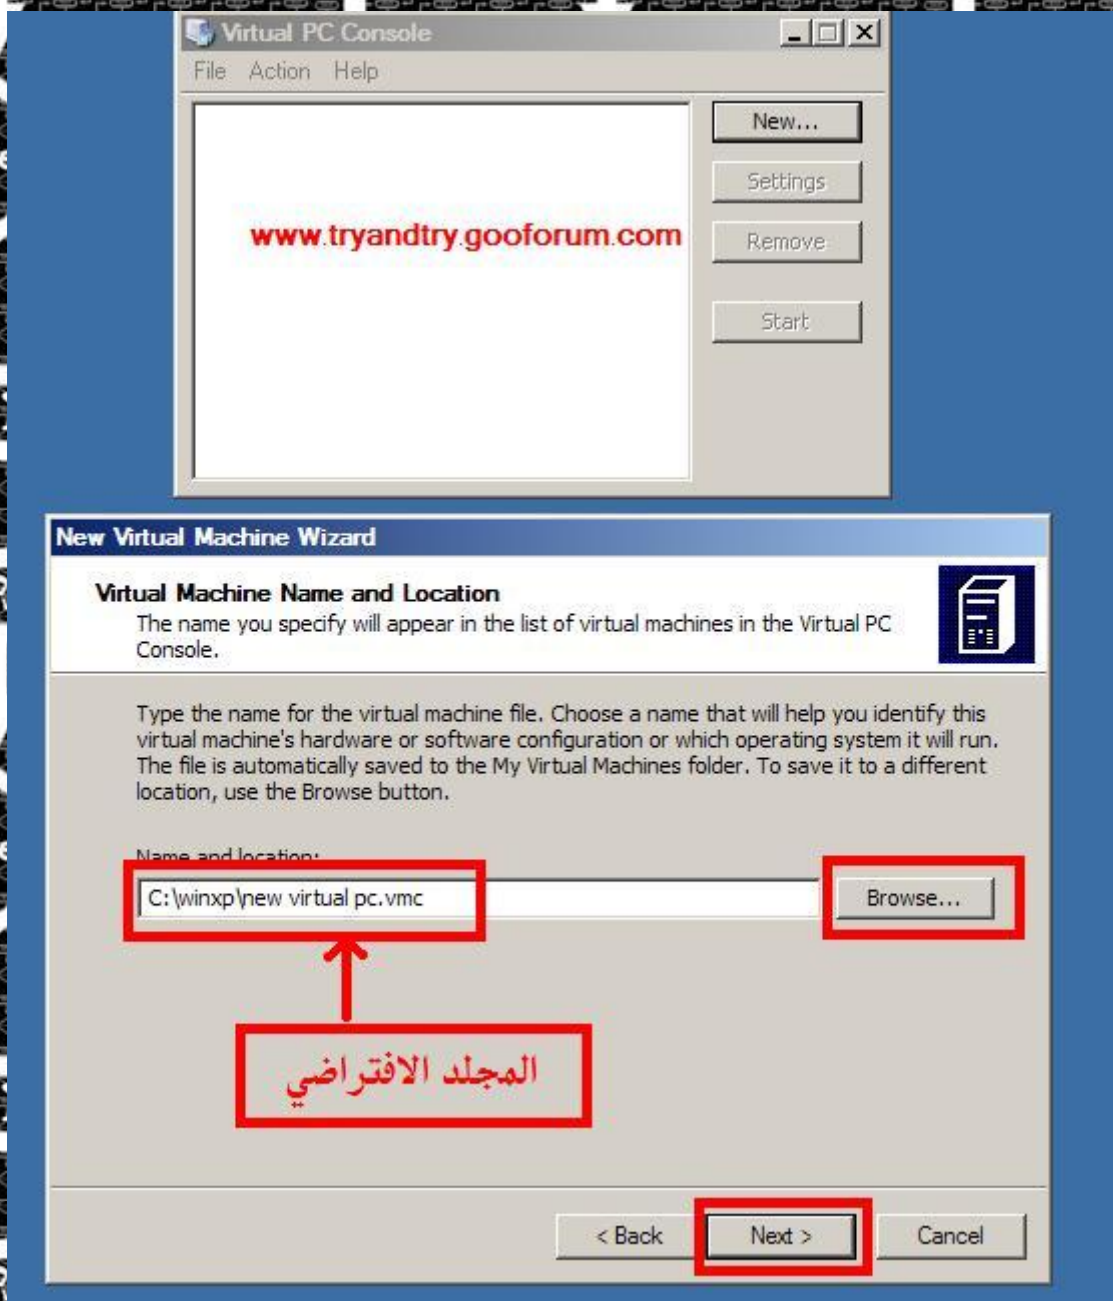 Virtual PC Console
File Action Help
New...
Settings
www.tryandtry.gooforum.com
Remove
Start
New Virtual Machine Wizard
Virtual Machine Name and Location
The name you specify will appear in the list of virtual machines in the Virtual PC
Console.
Type the name for the virtual machine file. Choose a name that will help you identify this
virtual machine's hardware or software configuration or which operating system it will run.
The file is automatically saved to the My Virtual Machines folder. To save it to a different
location, use the Browse button.
Name and location:
C:\winxp\new virtual pc.vmc
Browse...
المجلد الافتراضي
< Back Next > Cancel